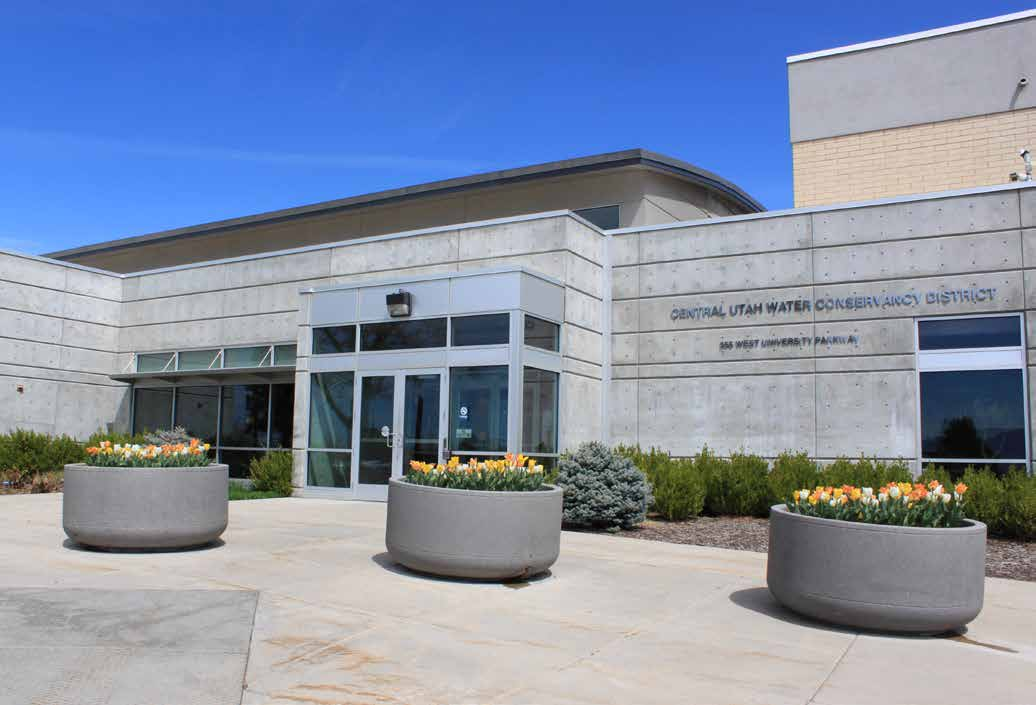 CENTRAL UTAH WATER CONSERVANCY DISTRICT
355 WEST UNIVERSITY PARKWAY